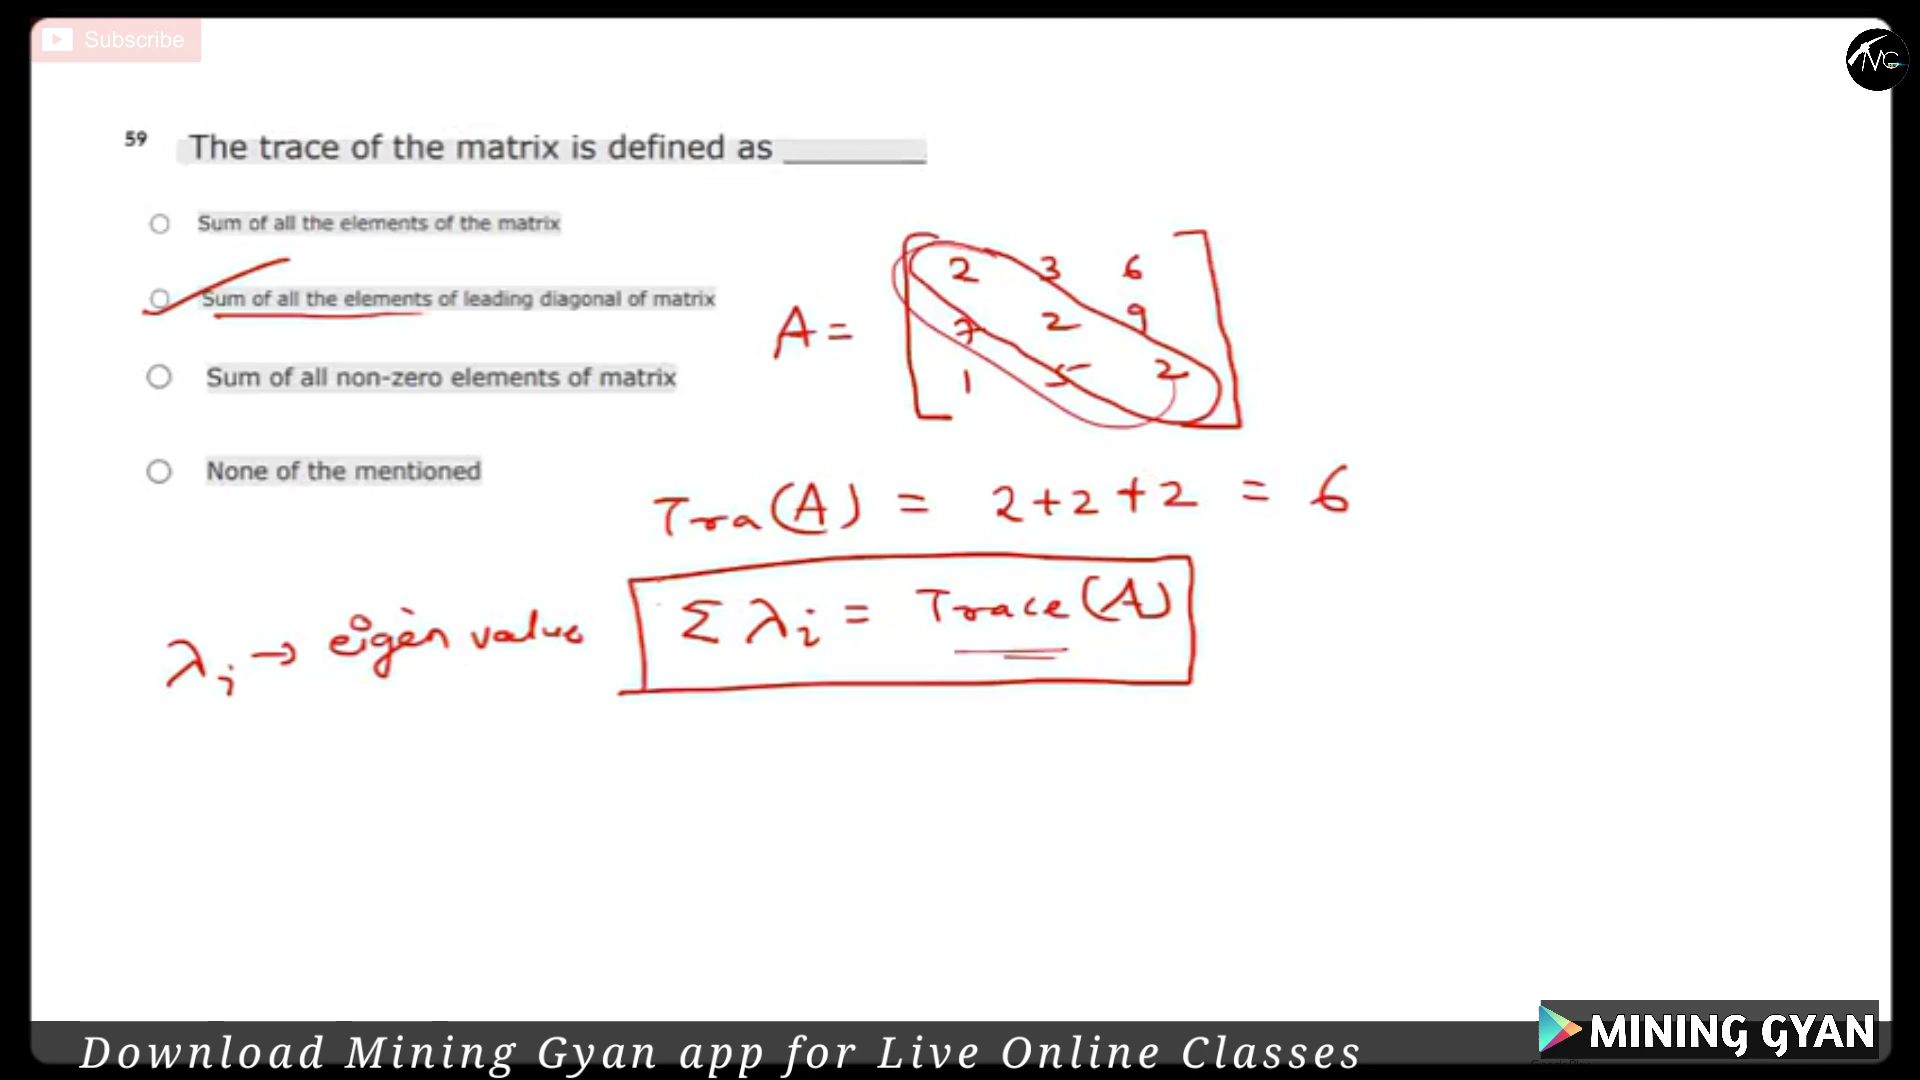 Subscribe
NG
59 The trace of the matrix is defined as ________
Sum of all the elements of the matrix
Sum of all the elements of leading diagonal of matrix
Sum of all non-zero elements of matrix
None of the mentioned
A =
2 3 6
7 2 9
1 5 2
Tra(A) = 2+2+2 = 6
λi → eigen value
Σ λi = Trace(A)
Download Mining Gyan app for Live Online Classes
MINING GYAN